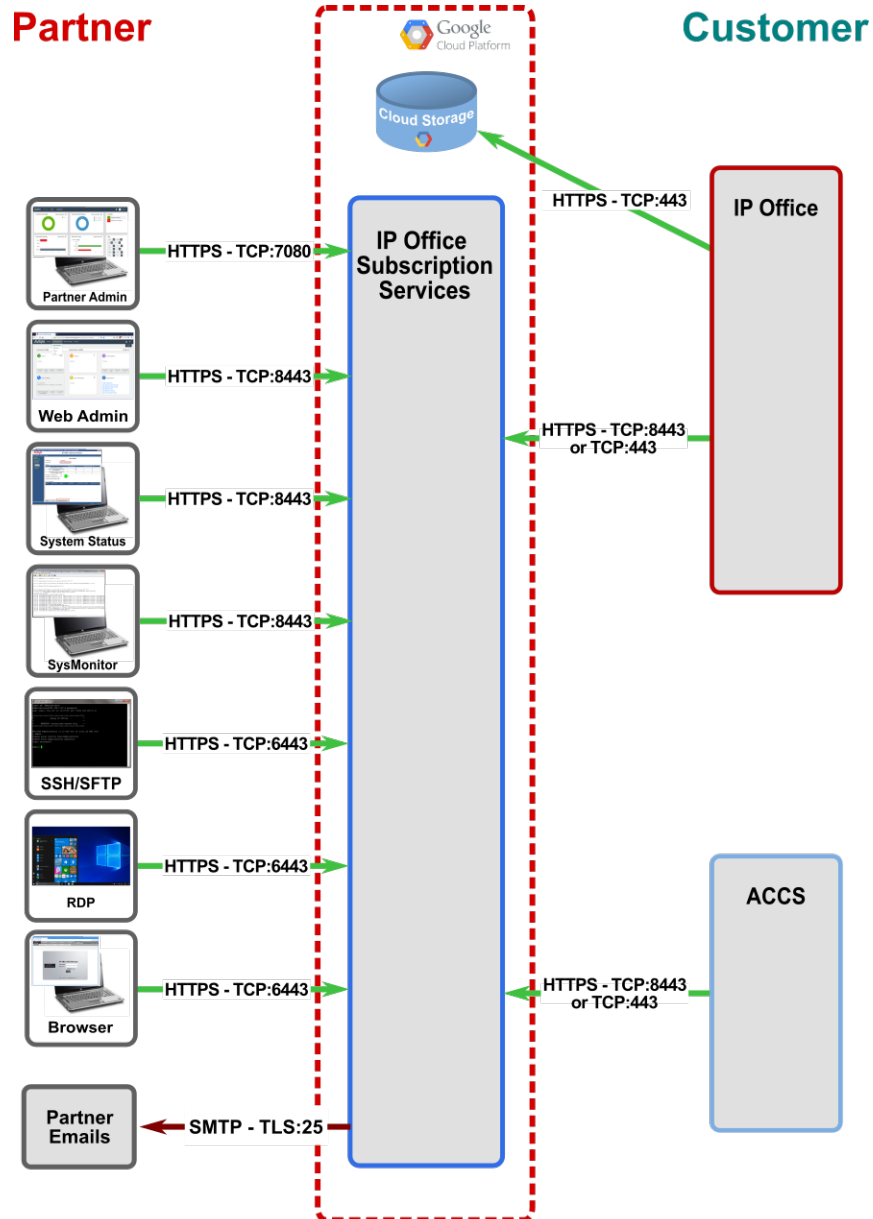 Partner
Google
Cloud Platform
Customer
Cloud Storage
HTTPS - TCP:443
IP Office
IP Office
Subscription
Services
HTTPS - TCP:7080
Partner Admin
HTTPS - TCP:8443
Web Admin
HTTPS - TCP:8443
or TCP:443
HTTPS - TCP:8443
System Status
HTTPS - TCP:8443
SysMonitor
HTTPS - TCP:6443
SSH/SFTP
HTTPS - TCP:6443
RDP
ACCS
HTTPS - TCP:6443
Browser
HTTPS - TCP:8443
or TCP:443
Partner
Emails
SMTP - TLS:25